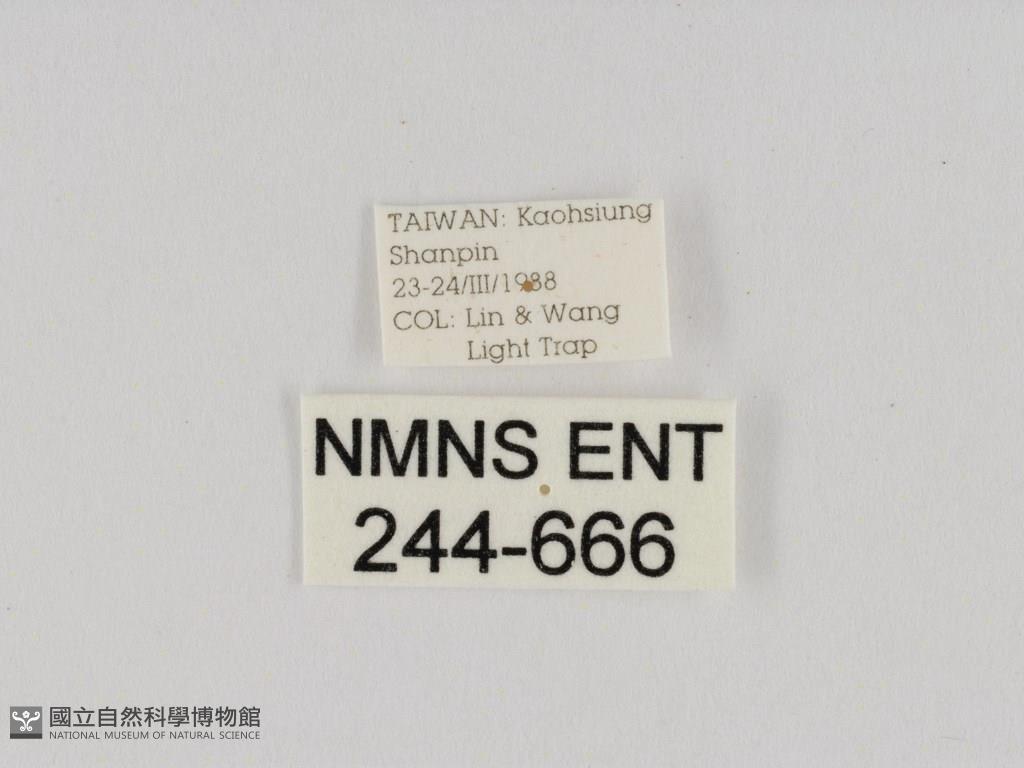 TAIWAN: Kaohsiung
Shanpin
23-24/III/1988
COL: Lin & Wang
Light Trap
NMNS ENT
244-666
國立自然科學博物館
NATIONAL MUSEUM OF NATURAL SCIENCE